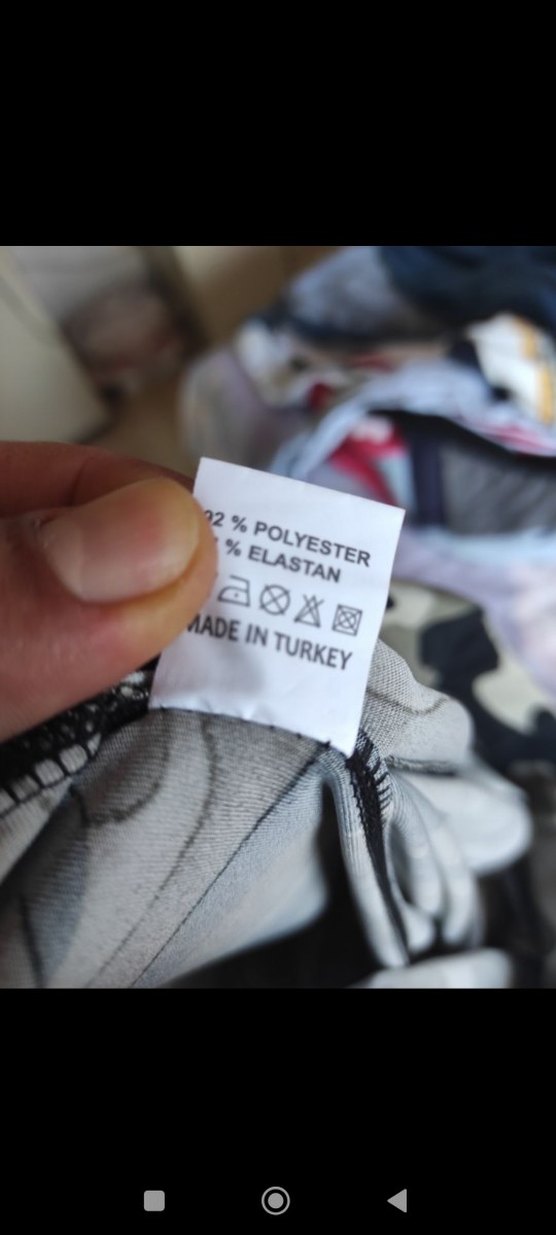 92 % POLYESTER
% ELASTAN
MADE IN TURKEY